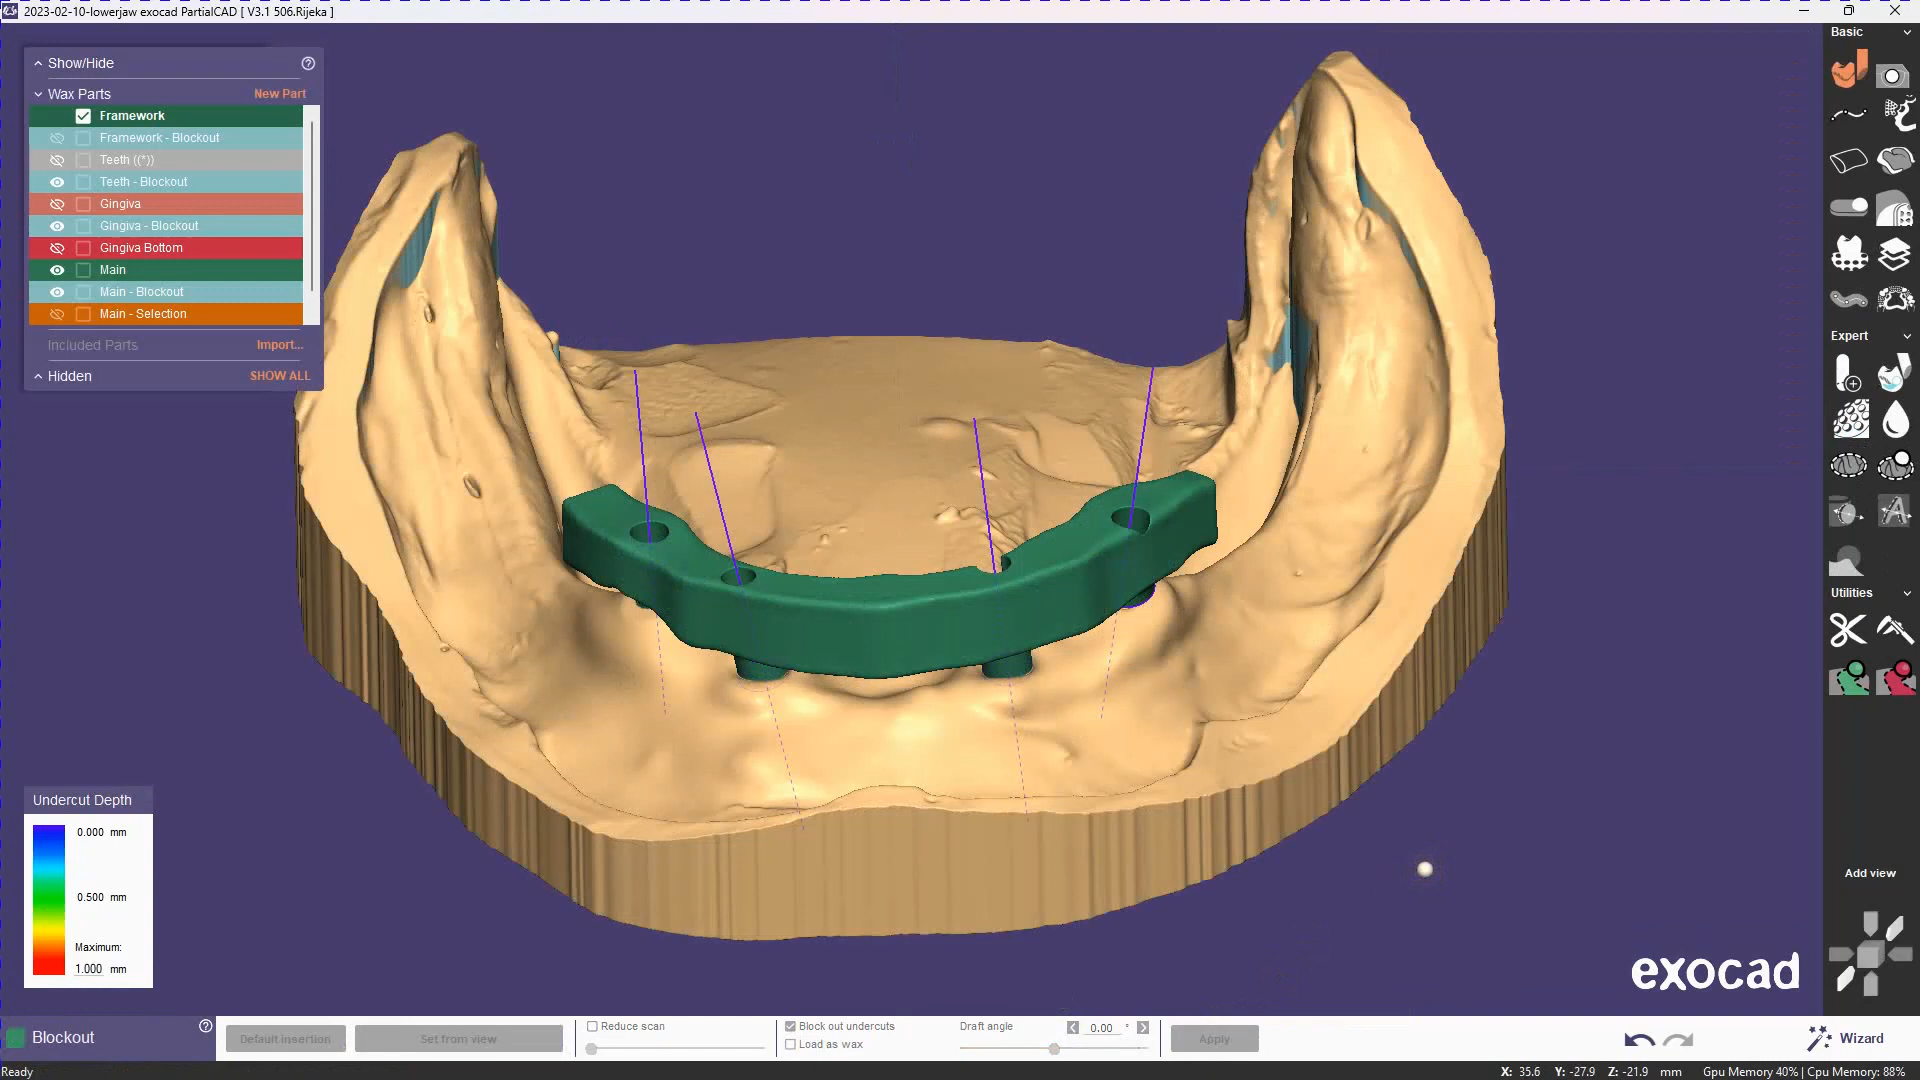 2023-02-10-lowerjaw exocad PartialCAD [ V3.1 506.Rijeka ]
Show/Hide
Wax Parts
New Part
Framework
Framework - Blockout
Teeth ((*))
Teeth - Blockout
Gingiva
Gingiva - Blockout
Gingiva Bottom
Main
Main - Blockout
Main - Selection
Included Parts
Import...
Hidden
SHOW ALL
Undercut Depth
0.000 mm
0.500 mm
Maximum:
1.000 mm
Basic
Expert
Utilities
Add view
exocad
Blockout
Default insertion
Set from view
Reduce scan
Block out undercuts
Load as wax
Draft angle
0.00 °
Apply
Wizard
Ready
X: 35.6 Y: -27.9 Z: -21.9 mm
Gpu Memory 40% | Cpu Memory: 88%